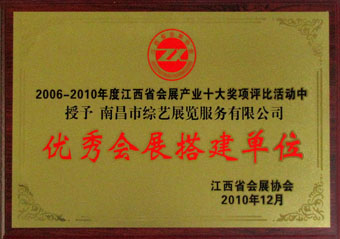 2006-2010年度江西省会展产业十大奖项评比活动中
授予 南昌市综艺展览服务有限公司
优秀会展搭建单位
江西省会展协会
2010年12月